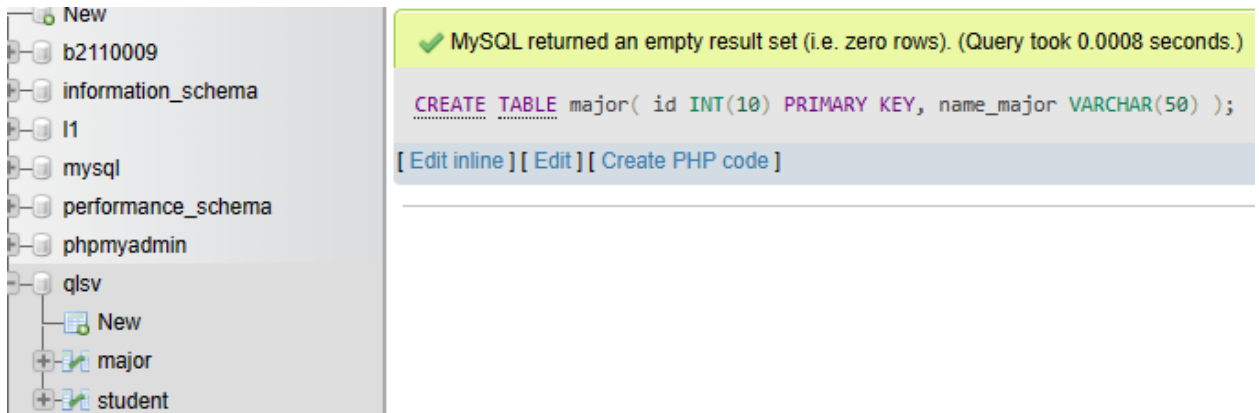 New
b2110009
information_schema
l1
mysql
performance_schema
phpmyadmin
qlsv
New
major
student
MySQL returned an empty result set (i.e. zero rows). (Query took 0.0008 seconds.)
CREATE TABLE major( id INT(10) PRIMARY KEY, name_major VARCHAR(50) );
[ Edit inline ] [ Edit ] [ Create PHP code ]